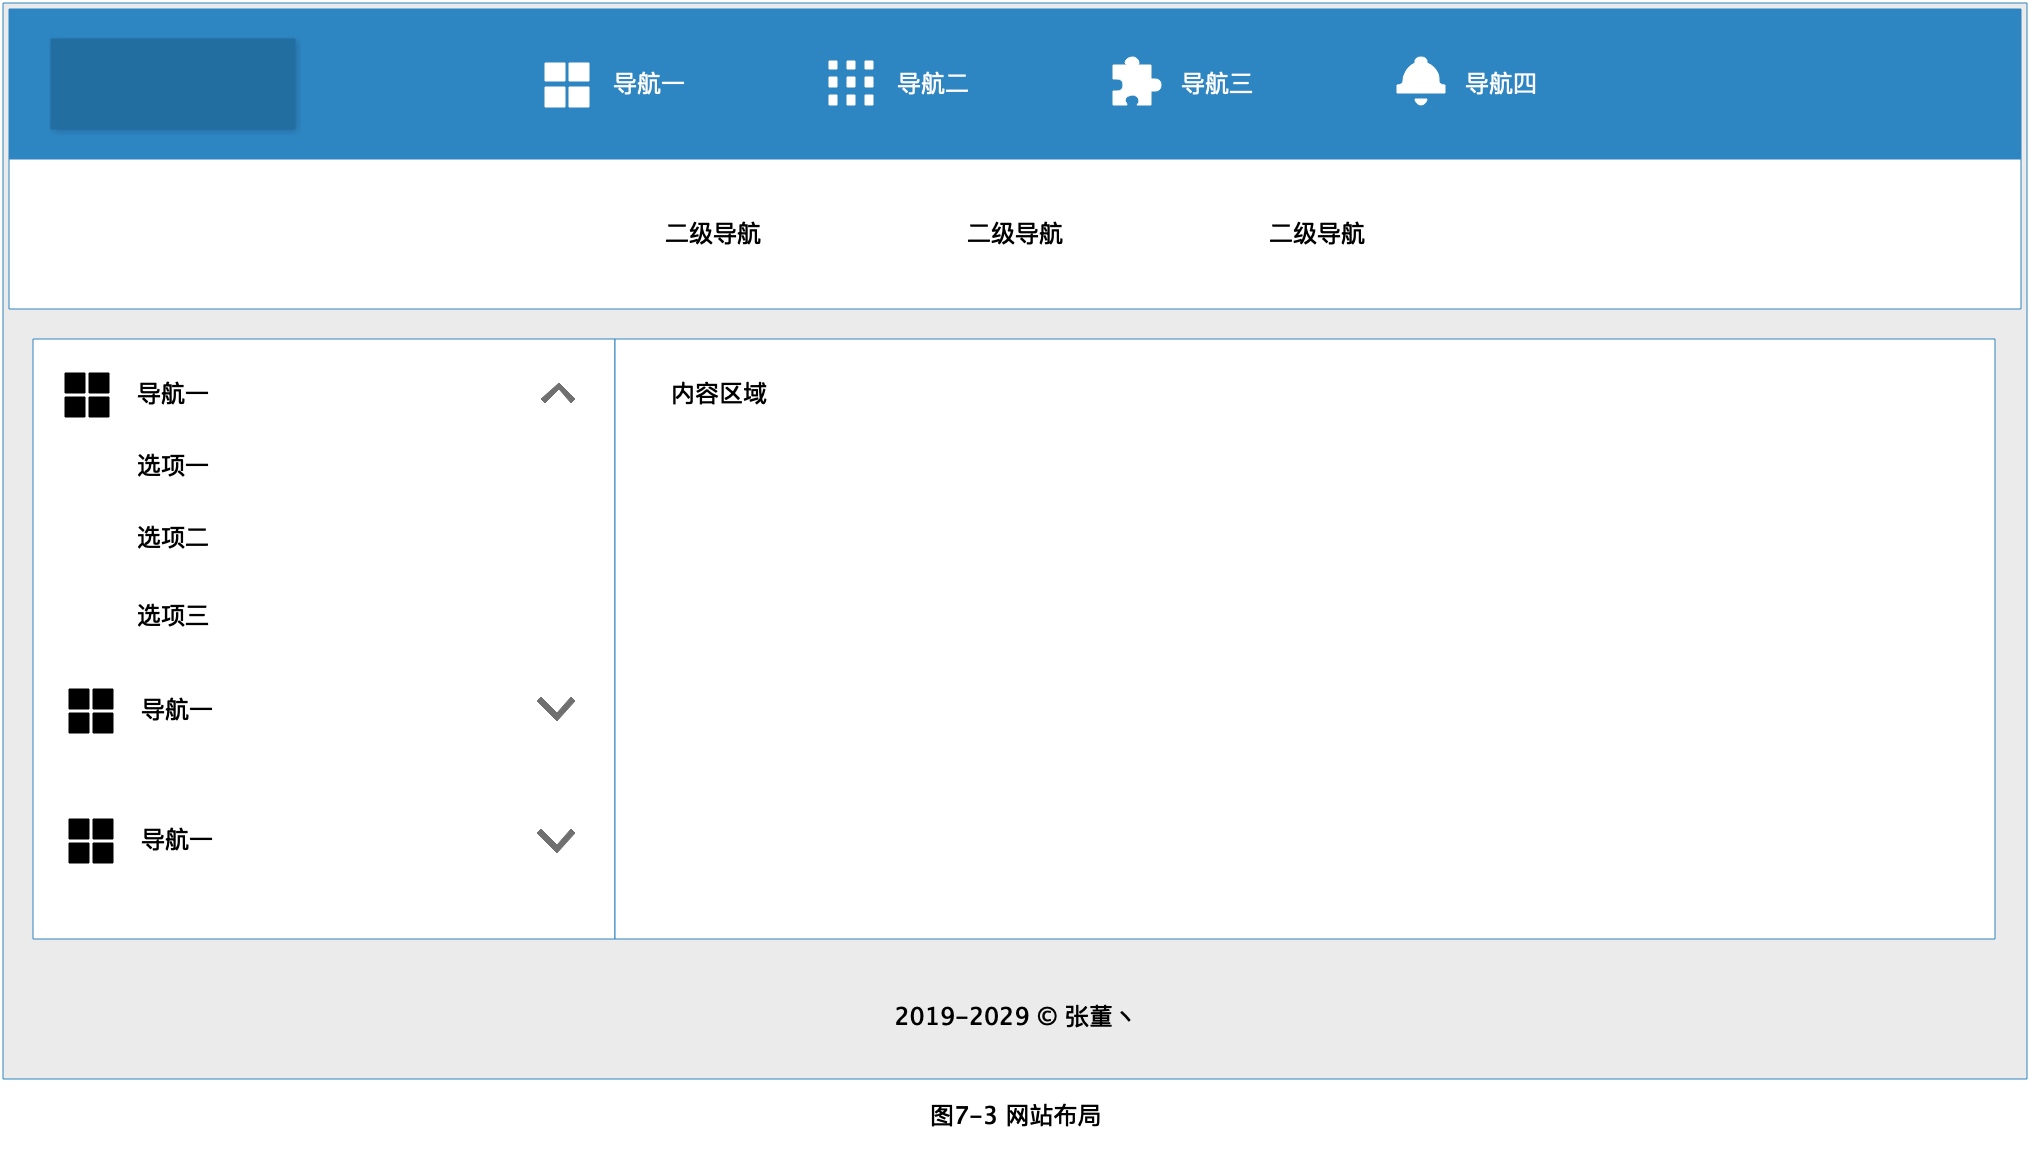 导航一
导航二
导航三
导航四
二级导航
二级导航
二级导航
导航一
选项一
选项二
选项三
导航一
导航一
内容区域
2019-2029 © 张董丶
图7-3 网站布局